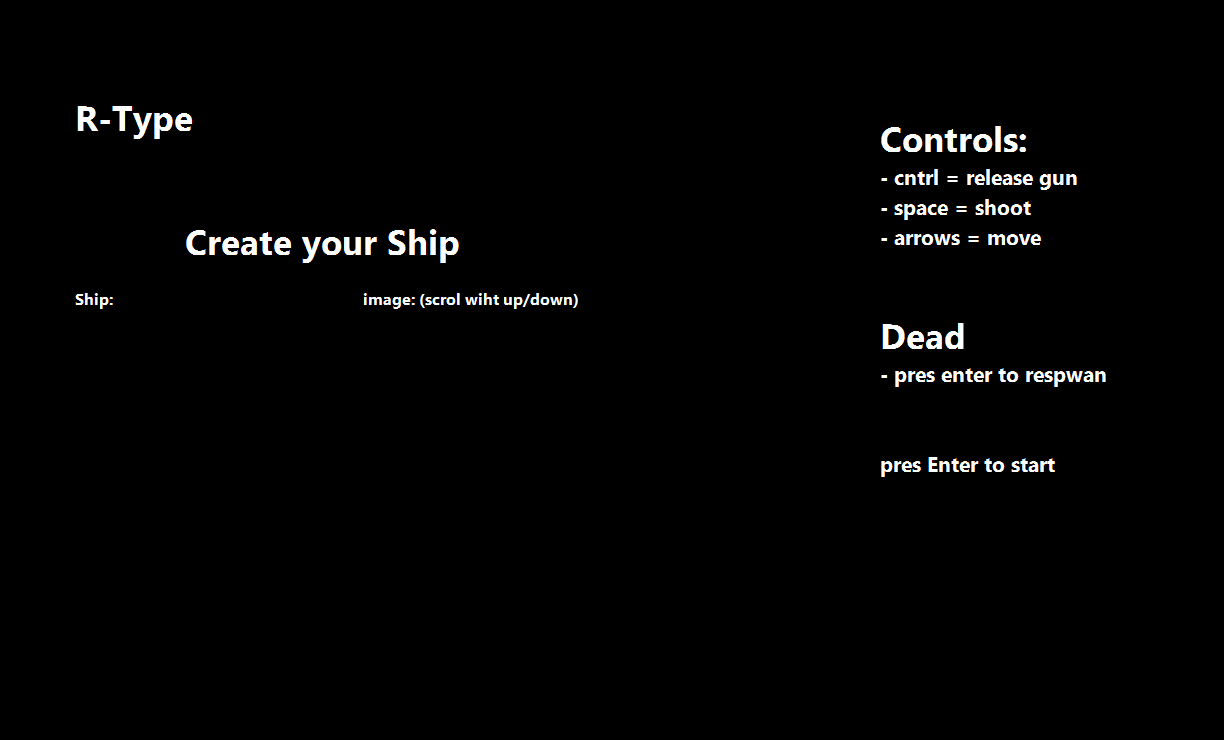 R-Type
Create your Ship
Ship:
image: (scrol wiht up/down)
Controls:
- cntrl = release gun
- space = shoot
- arrows = move
Dead
- pres enter to respwan
pres Enter to start